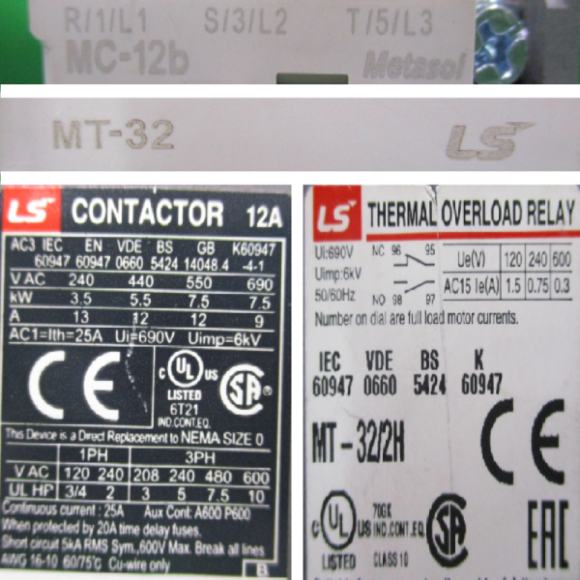 R/1/L1 S/3/L2 T/5/L3
MC-12b Metasol
MT-32 LS
LS CONTACTOR 12A
AC3 IEC EN VDE BS GB K60947
60947 60947 0660 5424 14048.4 -4-1
V AC 240 440 550 690
kW 3.5 5.5 7.5 7.5
A 13 12 12 9
AC1=Ith=25A Ui=690V Uimp=6kV
CE
C UL US
LISTED
6T21
IND.CONT.EQ.
SA ®
This Device is a Direct Replacement to NEMA SIZE 0
1PH 3PH
V AC 120 240 208 240 480 600
UL HP 3/4 2 3 5 7.5 10
Continuous current : 25A Aux Cont: A600 P600
When protected by 20A time delay fuses.
Short circuit 5kA RMS Sym.,600V Max. Break all lines
AWG 16-10 60/75℃ Cu-wire only
B
LS THERMAL OVERLOAD RELAY
Ui:690V
Uimp:6kV
50/60Hz
NC 96 95
NO 98 97
Ue(V) 120 240 600
AC15 Ie(A) 1.5 0.75 0.3
Number on dial are full load motor currents.
IEC VDE BS K
60947 0660 5424 60947
MT-32/2H
CE
C UL US
LISTED
70GK
IND.CONT.EQ
CLASS 10
SA
EAC